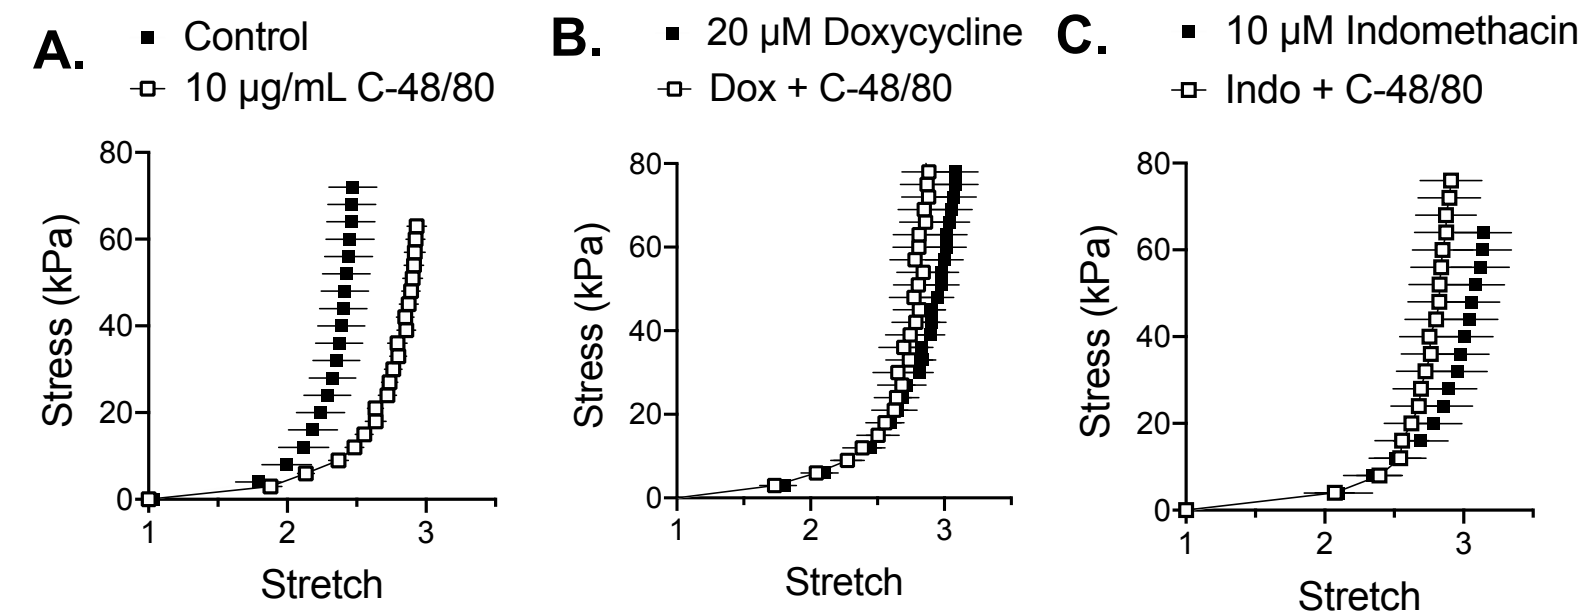 A.
■ Control
10 µg/mL C-48/80
80
60
40
20
0
1 2 3
Stress (kPa)
Stretch
B.
■ 20 µM Doxycycline
Dox + C-48/80
80
60
40
20
0
1 2 3
Stress (kPa)
Stretch
C.
■ 10 µM Indomethacin
Indo + C-48/80
80
60
40
20
0
1 2 3
Stress (kPa)
Stretch